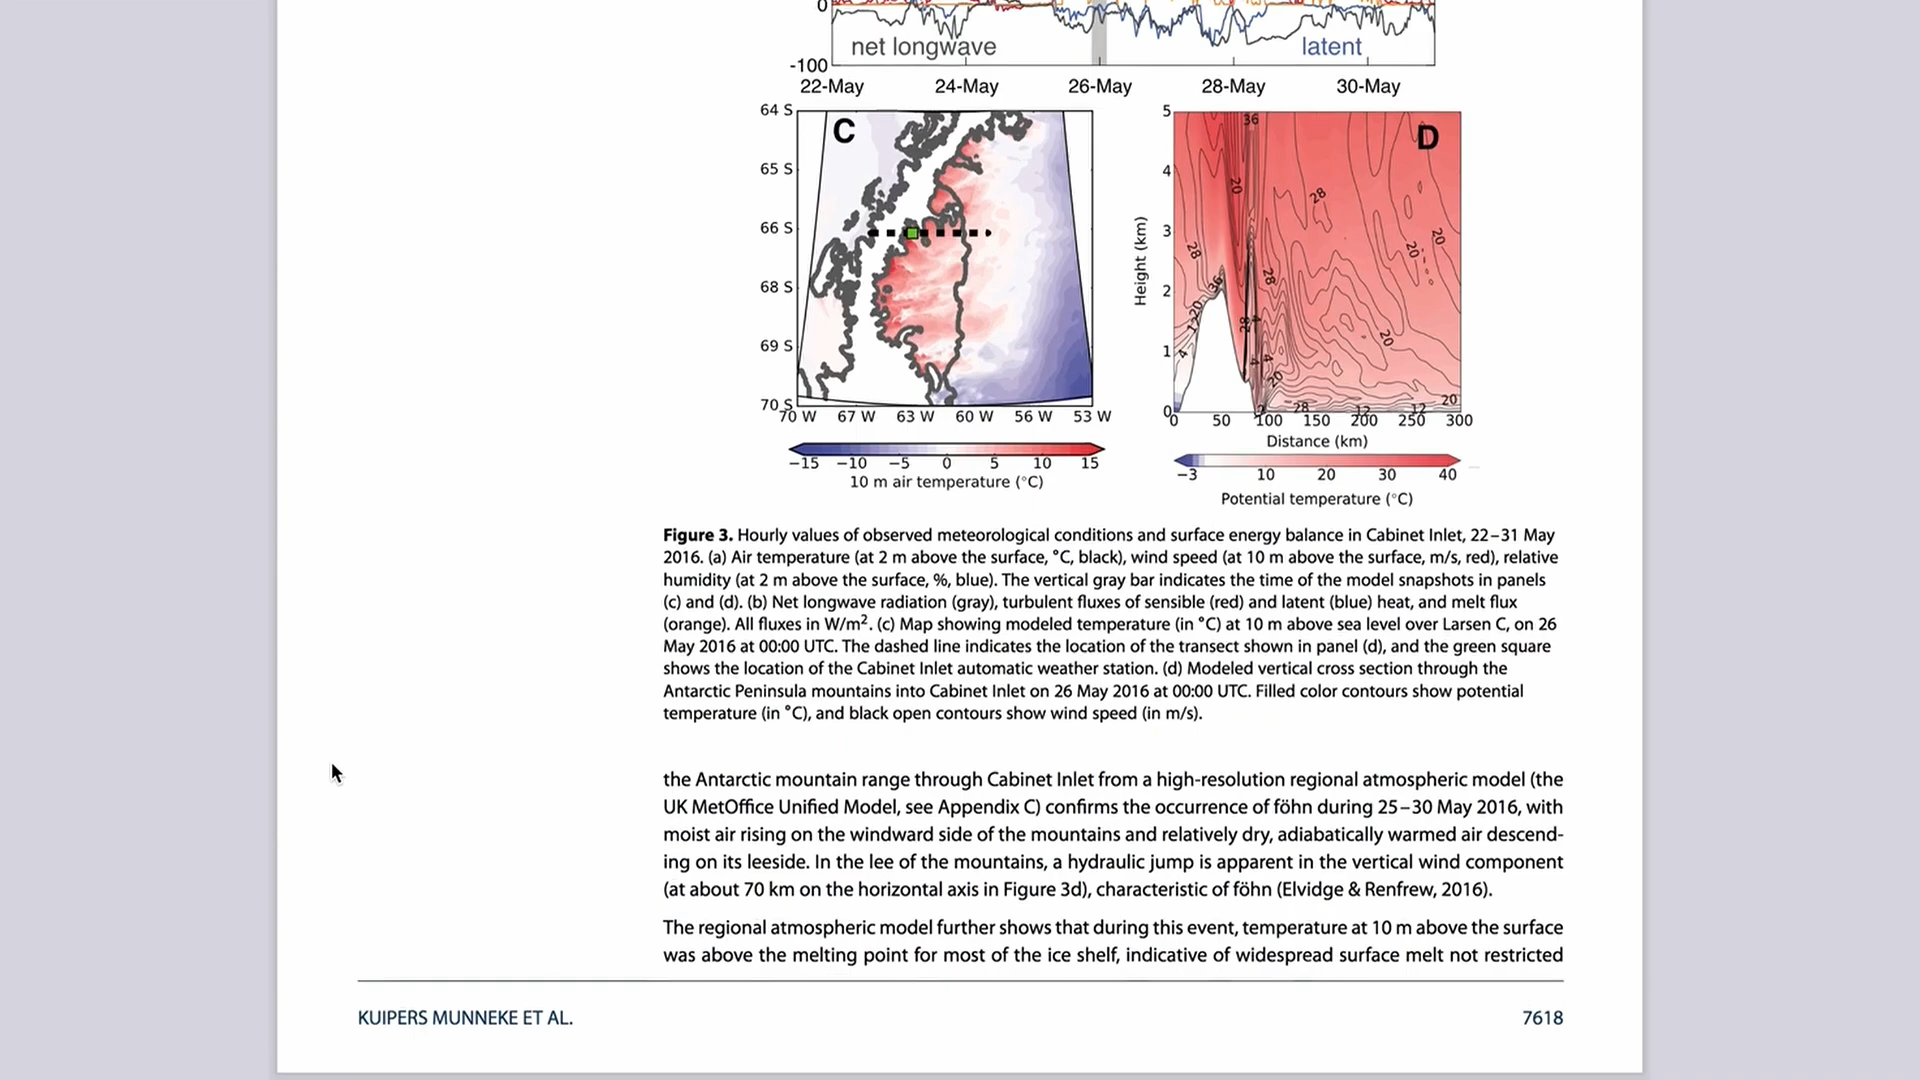 0
net longwave
latent
-100
22-May 24-May 26-May 28-May 30-May
64 S
65 S
66 S
68 S
69 S
70 S
C
70 W 67 W 63 W 60 W 56 W 53 W
−15 −10 −5 0 5 10 15
10 m air temperature (°C)
D
Height (km)
5
4
3
2
1
0
36
20
28
20
20
28
28
36
20
12
4
28
4
4
4
20
20
28
12
12
20
0 50 100 150 200 250 300
Distance (km)
−3 10 20 30 40
Potential temperature (°C)
Figure 3. Hourly values of observed meteorological conditions and surface energy balance in Cabinet Inlet, 22–31 May
2016. (a) Air temperature (at 2 m above the surface, °C, black), wind speed (at 10 m above the surface, m/s, red), relative
humidity (at 2 m above the surface, %, blue). The vertical gray bar indicates the time of the model snapshots in panels
(c) and (d). (b) Net longwave radiation (gray), turbulent fluxes of sensible (red) and latent (blue) heat, and melt flux
(orange). All fluxes in W/m². (c) Map showing modeled temperature (in °C) at 10 m above sea level over Larsen C, on 26
May 2016 at 00:00 UTC. The dashed line indicates the location of the transect shown in panel (d), and the green square
shows the location of the Cabinet Inlet automatic weather station. (d) Modeled vertical cross section through the
Antarctic Peninsula mountains into Cabinet Inlet on 26 May 2016 at 00:00 UTC. Filled color contours show potential
temperature (in °C), and black open contours show wind speed (in m/s).
the Antarctic mountain range through Cabinet Inlet from a high-resolution regional atmospheric model (the
UK MetOffice Unified Model, see Appendix C) confirms the occurrence of föhn during 25–30 May 2016, with
moist air rising on the windward side of the mountains and relatively dry, adiabatically warmed air descend-
ing on its leeside. In the lee of the mountains, a hydraulic jump is apparent in the vertical wind component
(at about 70 km on the horizontal axis in Figure 3d), characteristic of föhn (Elvidge & Renfrew, 2016).
The regional atmospheric model further shows that during this event, temperature at 10 m above the surface
was above the melting point for most of the ice shelf, indicative of widespread surface melt not restricted
KUIPERS MUNNEKE ET AL.
7618